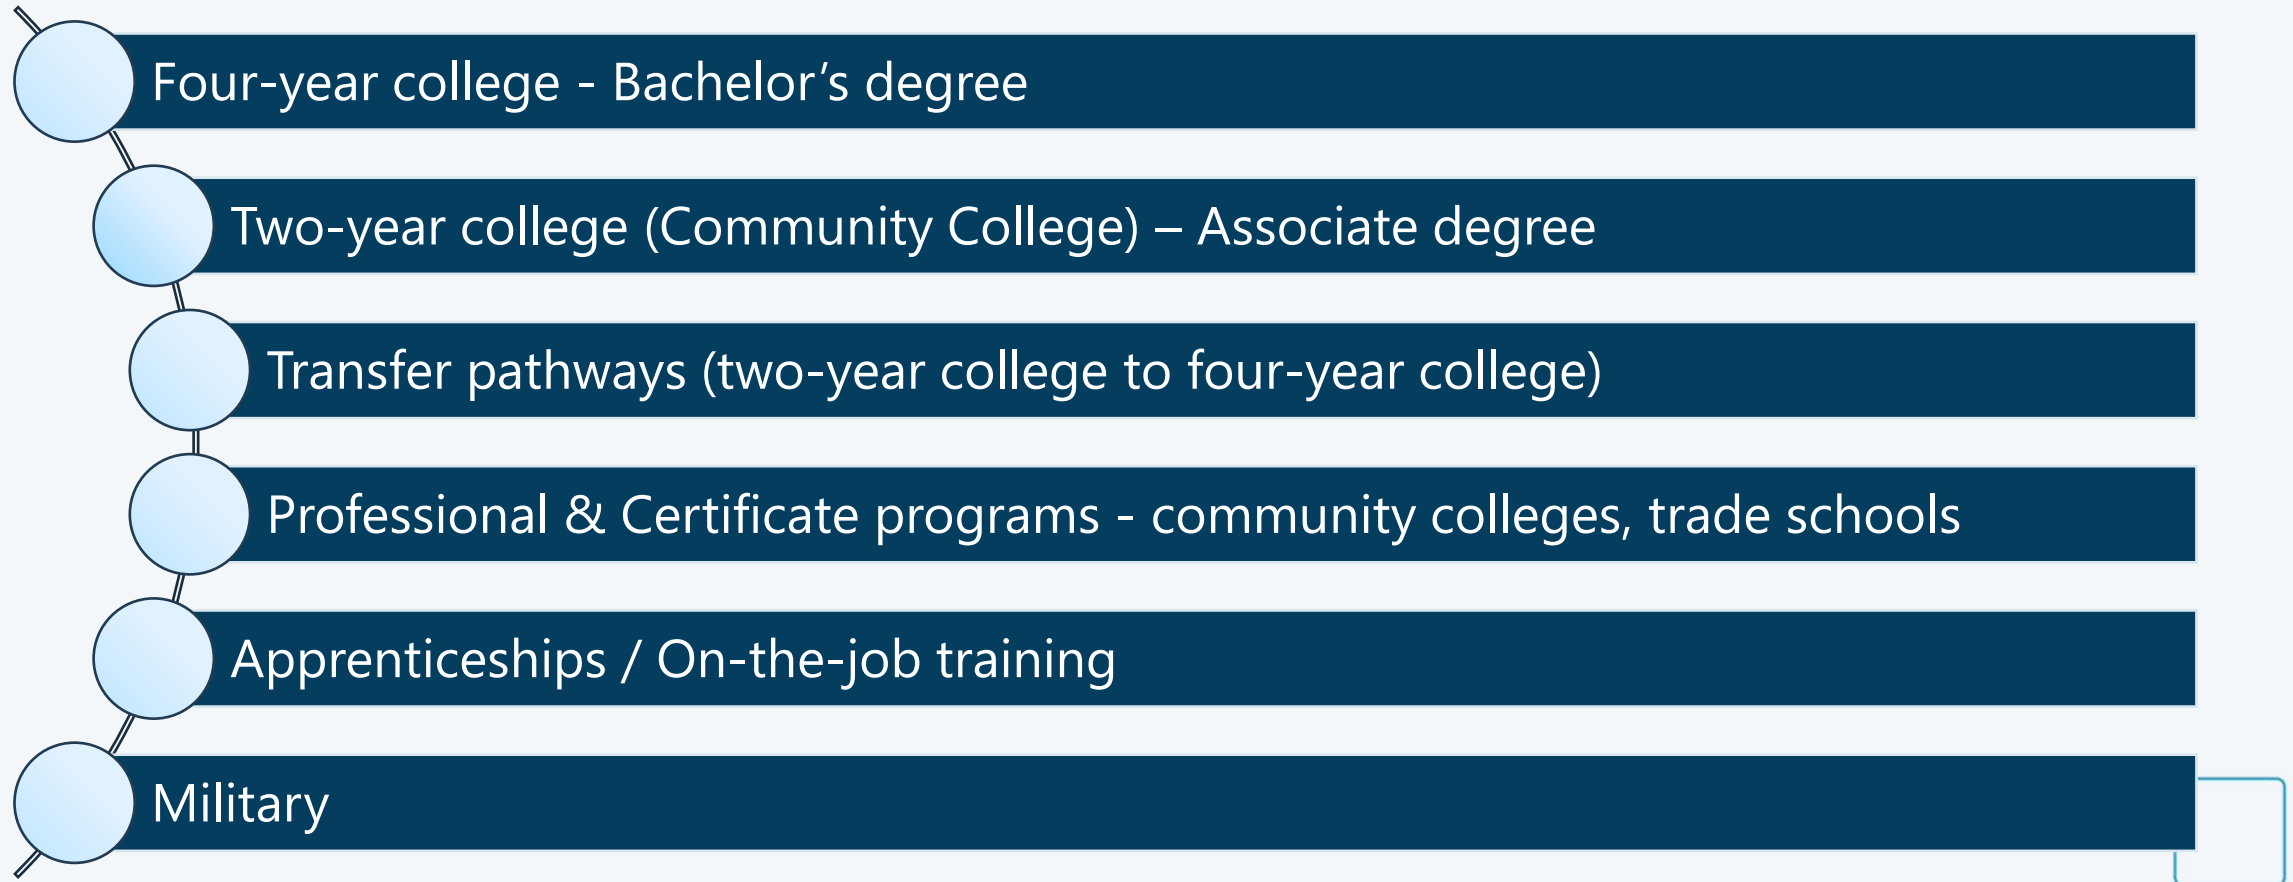 Four-year college - Bachelor’s degree
Two-year college (Community College) – Associate degree
Transfer pathways (two-year college to four-year college)
Professional & Certificate programs - community colleges, trade schools
Apprenticeships / On-the-job training
Military